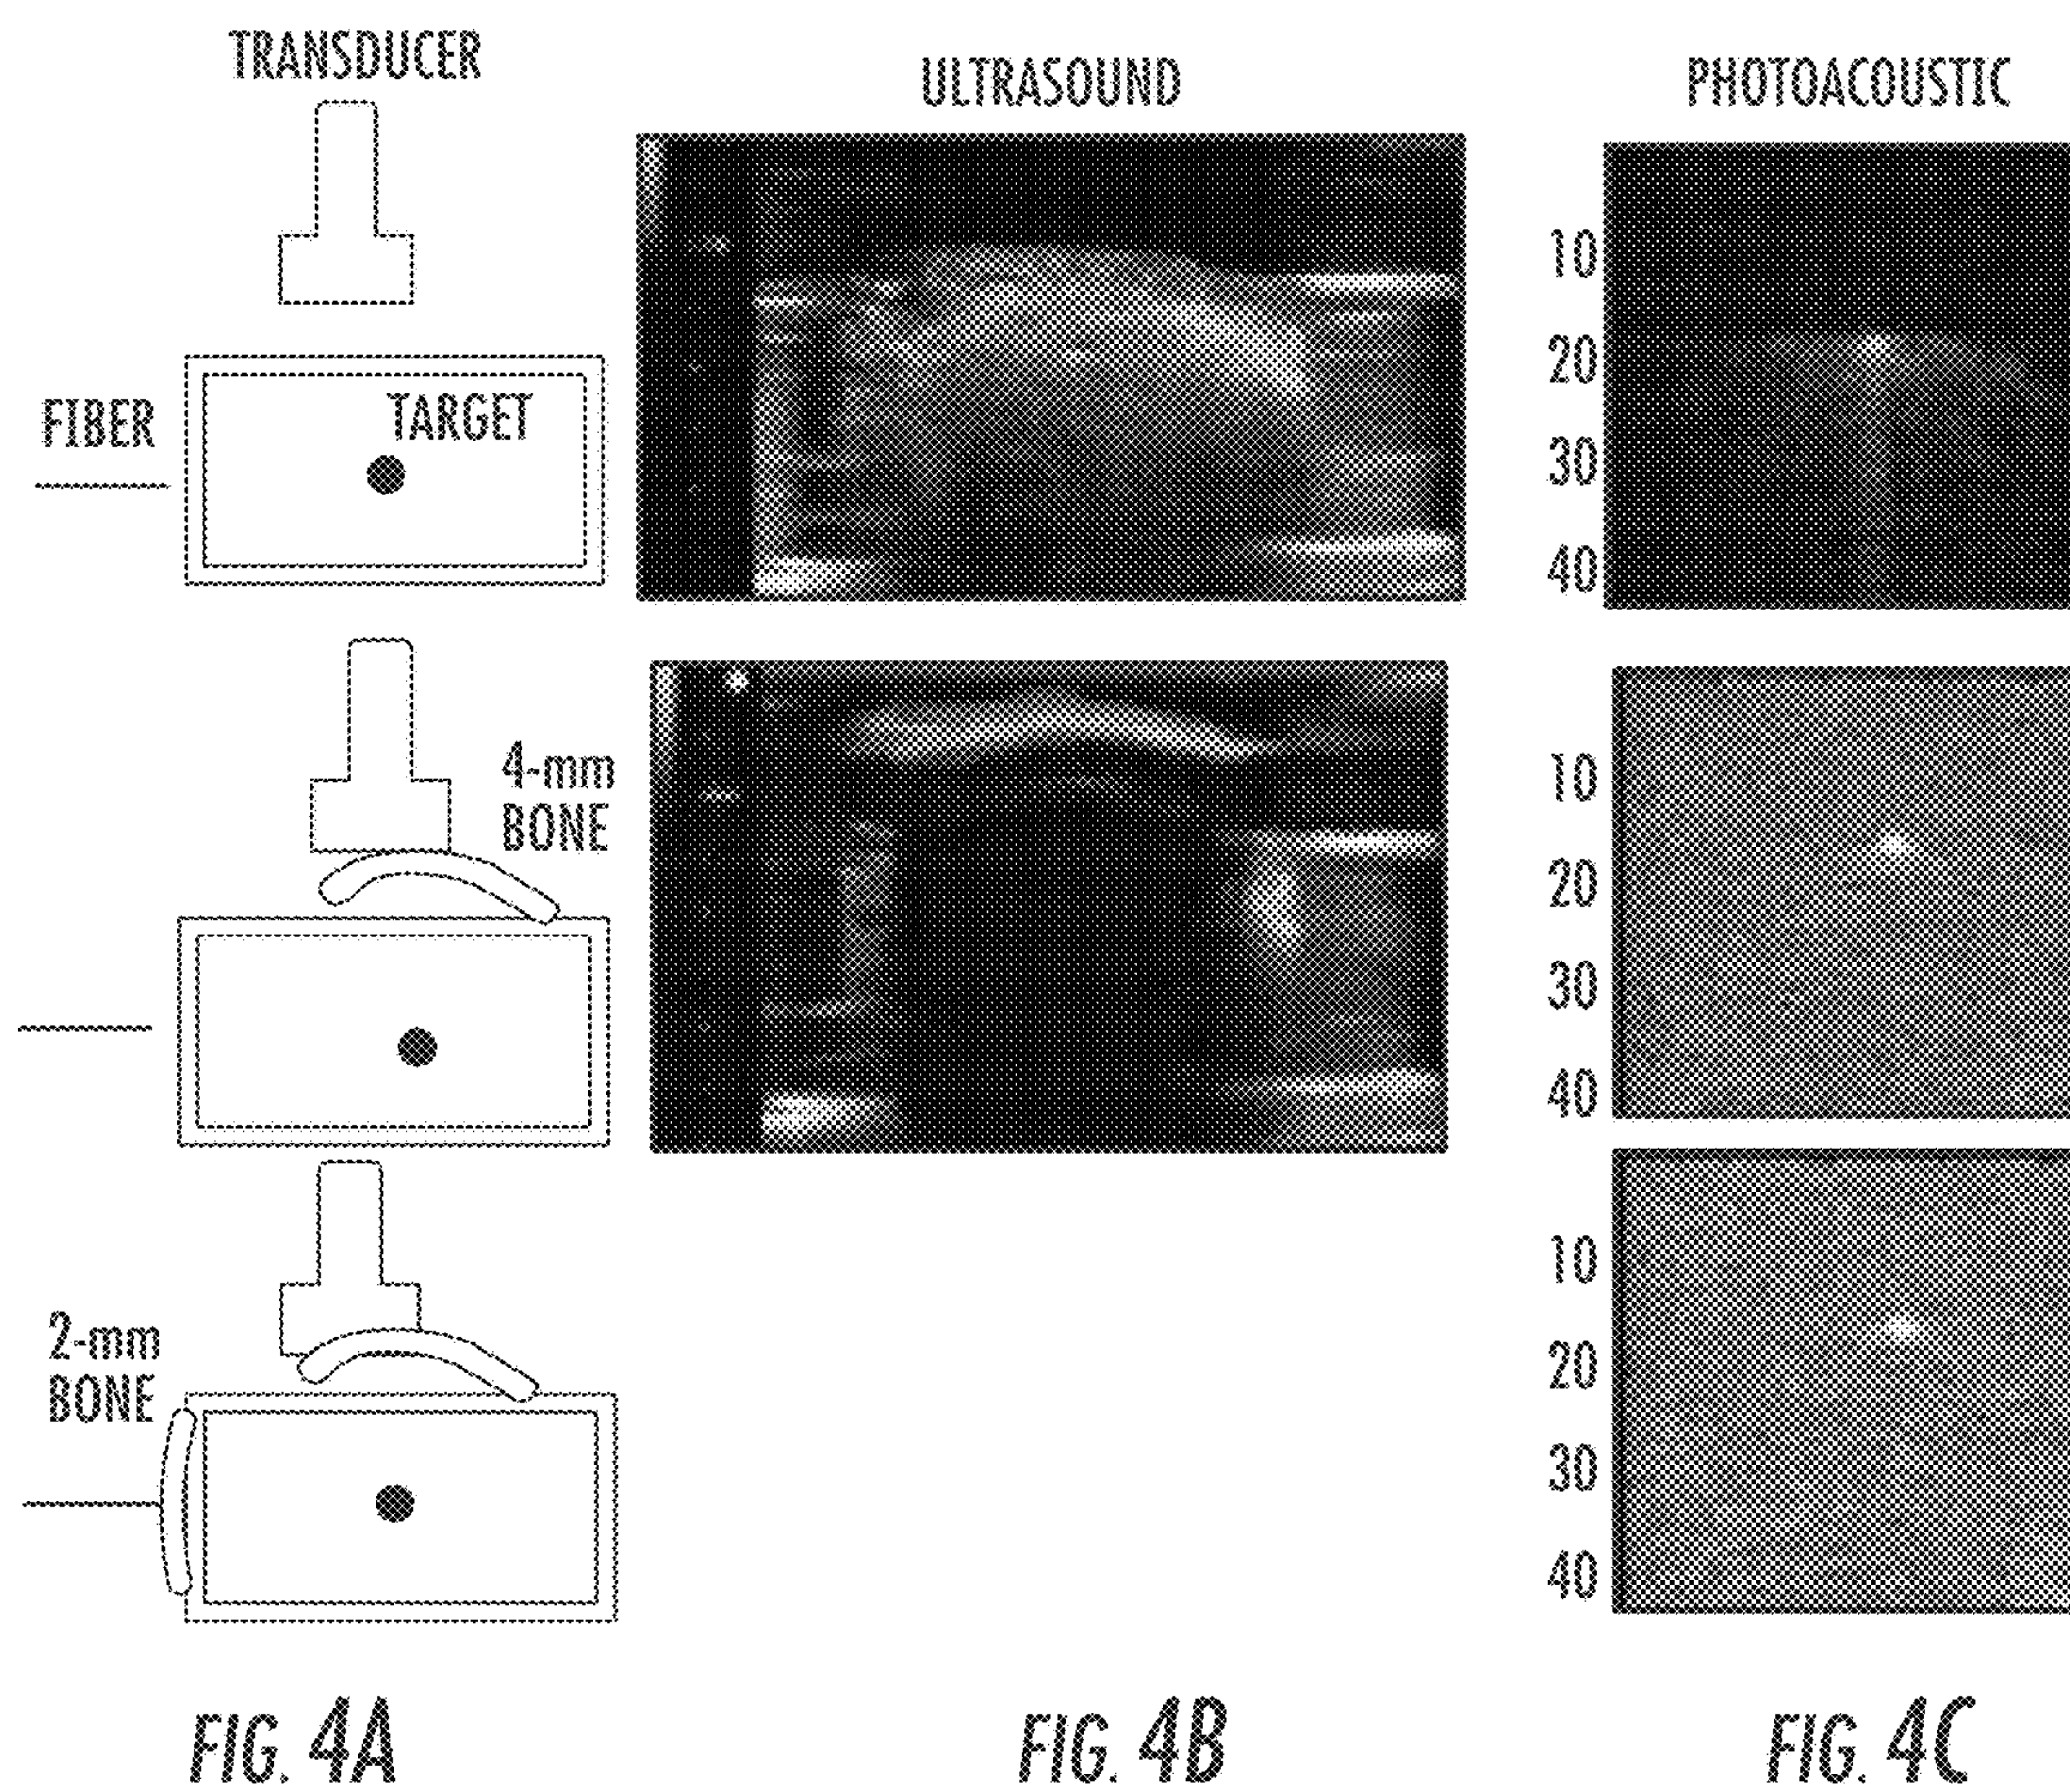 TRANSDUCER
ULTRASOUND
PHOTOACOUSTIC
FIBER
TARGET
10
20
30
40
4-mm
BONE
10
20
30
40
2-mm
BONE
10
20
30
40
FIG. 4A
FIG. 4B
FIG. 4C